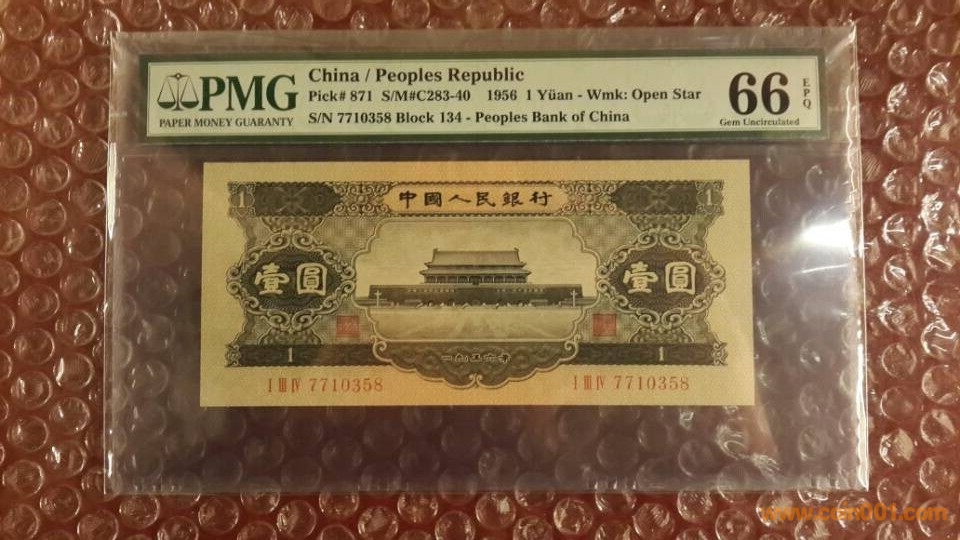 PMG
PAPER MONEY GUARANTY
China / Peoples Republic
Pick# 871 S/M#C283-40 1956 1 Yüan - Wmk: Open Star
S/N 7710358 Block 134 - Peoples Bank of China
66 EPQ
Gem Uncirculated
1 中國人民銀行 1
壹圓 壹圓
1 一九五六年 1
I III IV 7710358 I III IV 7710358
www.coin001.com